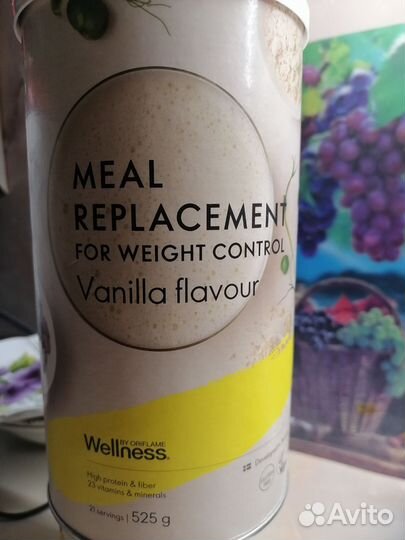 MEAL
REPLACEMENT
FOR WEIGHT CONTROL
Vanilla flavour
BY ORIFLAME
Wellness
High protein & fiber
23 vitamins & minerals
21 servings | 525 g
Avito